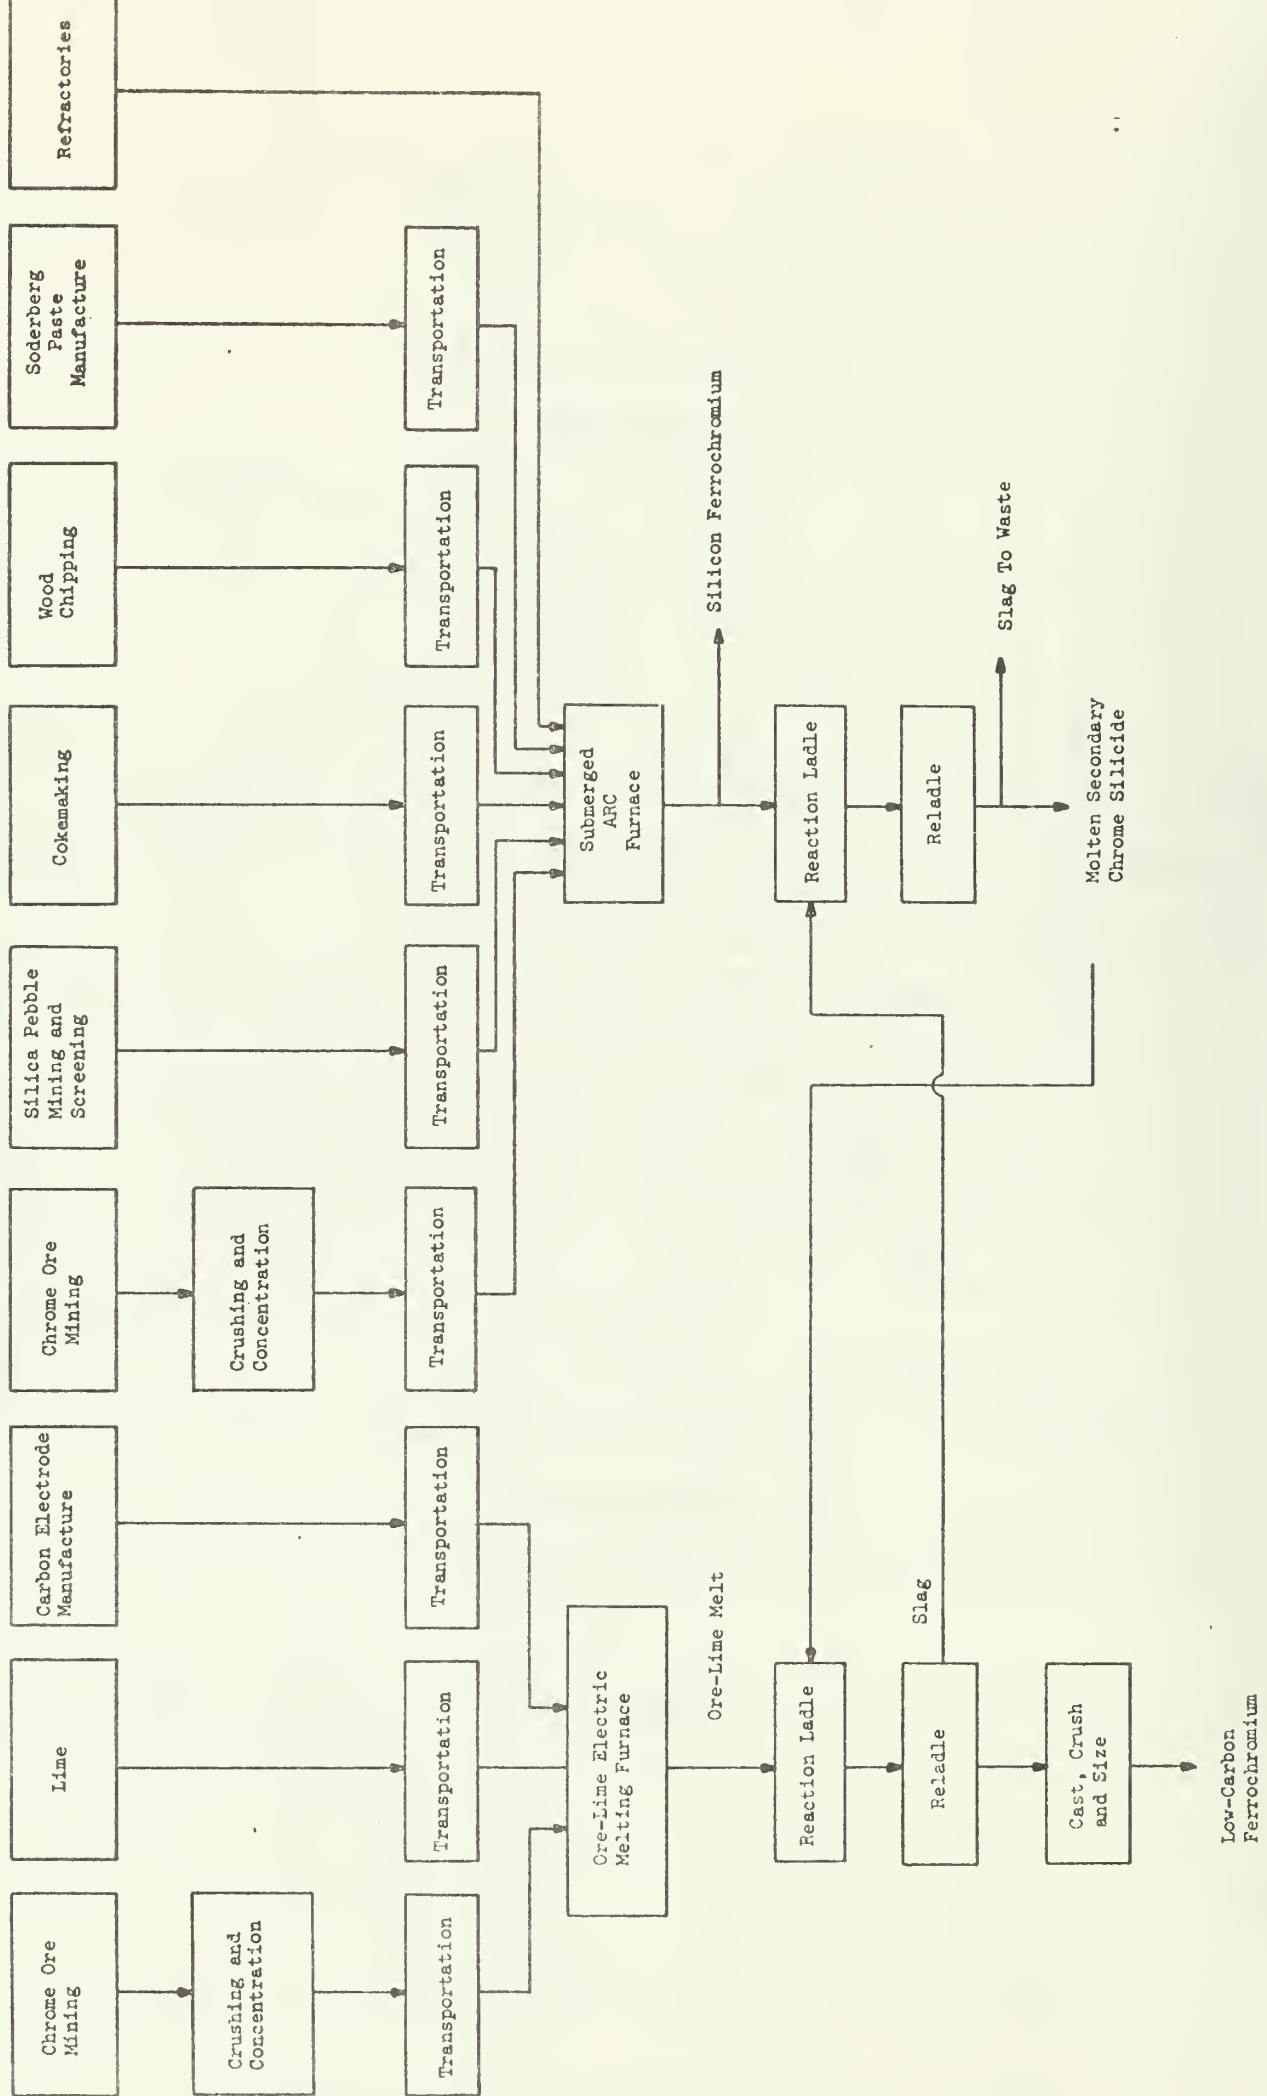 Chrome Ore
Mining
Lime
Carbon Electrode
Manufacture
Chrome Ore
Mining
Silica Pebble
Mining and
Screening
Cokemaking
Wood
Chipping
Soderberg
Paste
Manufacture
Refractories
Crushing and
Concentration
Crushing and
Concentration
Transportation
Transportation
Transportation
Transportation
Transportation
Transportation
Transportation
Transportation
Ore-Lime Electric
Melting Furnace
Submerged
ARC
Furnace
Ore-Lime Melt
Silicon Ferrochromium
Reaction Ladle
Reaction Ladle
Reladle
Slag
Reladle
Slag To Waste
Cast, Crush
and Size
Molten Secondary
Chrome Silicide
Low-Carbon
Ferrochromium